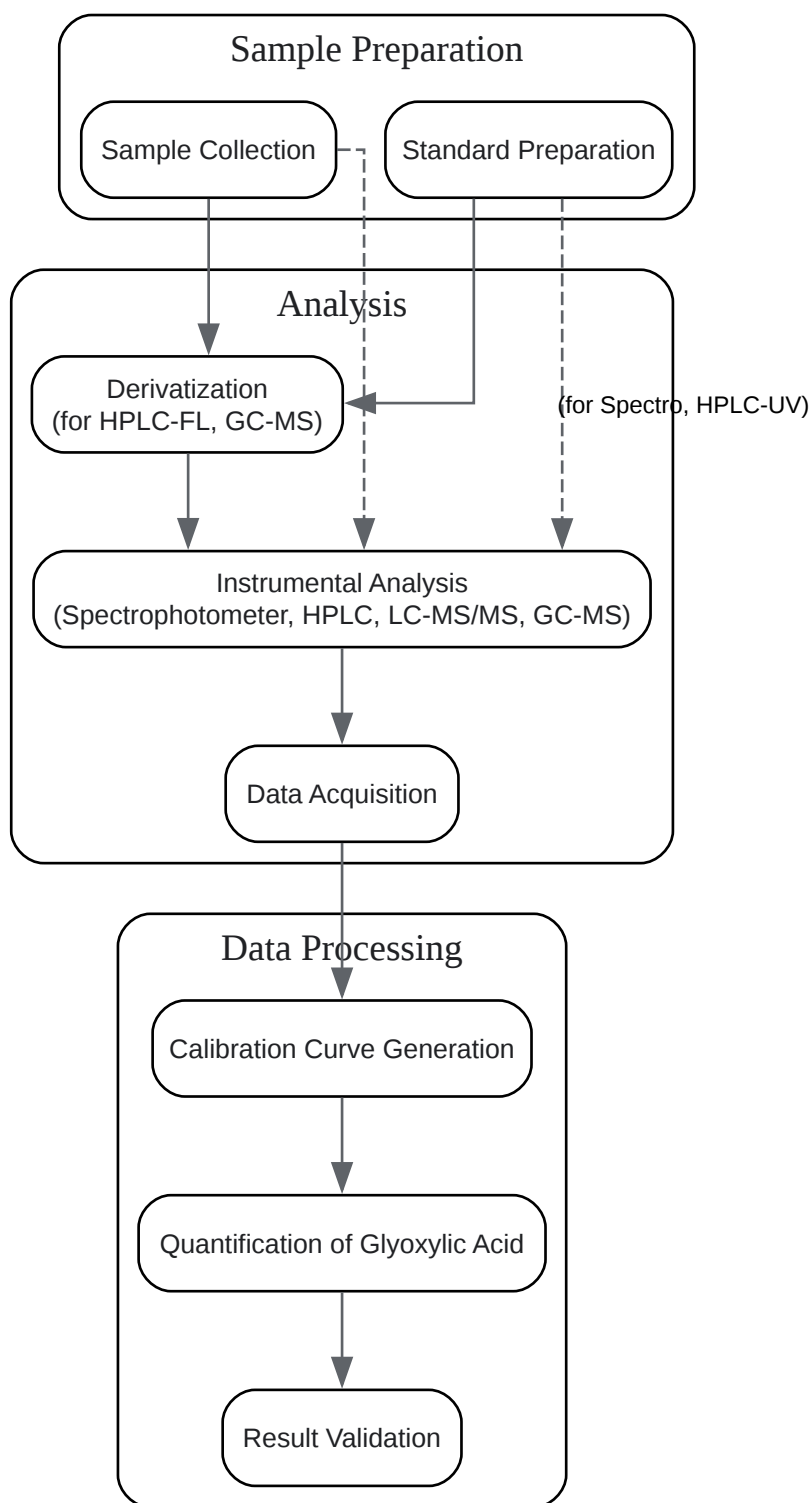 Sample Preparation
Sample Collection
Standard Preparation
Analysis
Derivatization
(for HPLC-FL, GC-MS)
(for Spectro, HPLC-UV)
Instrumental Analysis
(Spectrophotometer, HPLC, LC-MS/MS, GC-MS)
Data Acquisition
Data Processing
Calibration Curve Generation
Quantification of Glyoxylic Acid
Result Validation